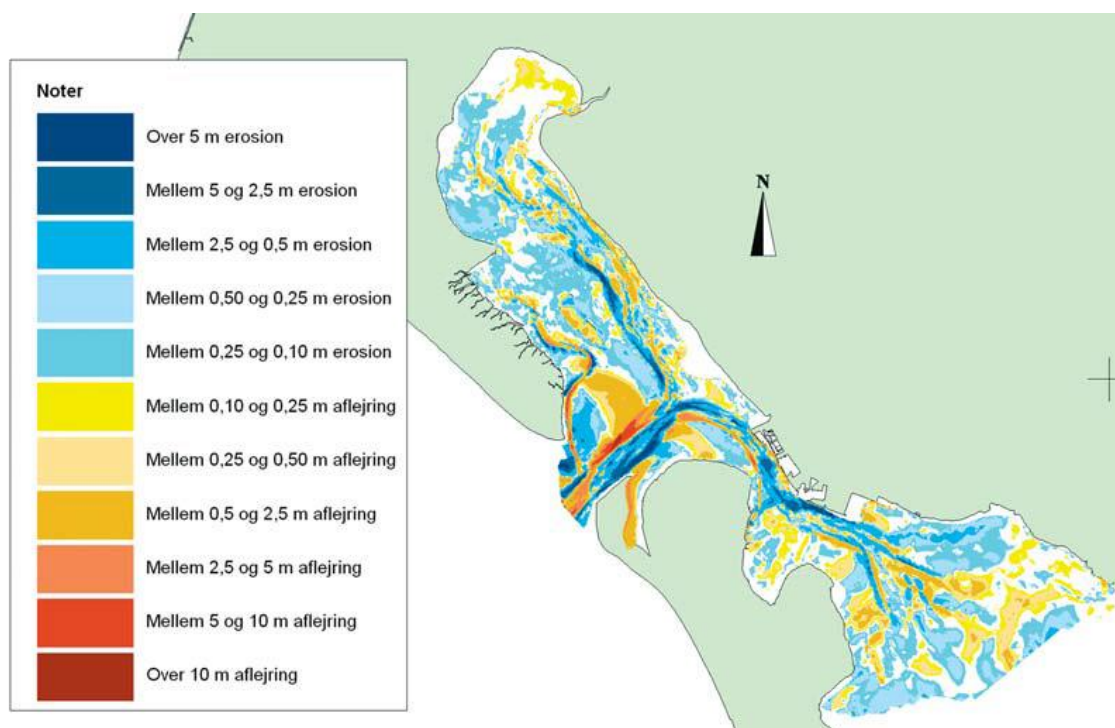 Noter
Over 5 m erosion
Mellem 5 og 2,5 m erosion
Mellem 2,5 og 0,5 m erosion
Mellem 0,50 og 0,25 m erosion
Mellem 0,25 og 0,10 m erosion
Mellem 0,10 og 0,25 m aflejring
Mellem 0,25 og 0,50 m aflejring
Mellem 0,5 og 2,5 m aflejring
Mellem 2,5 og 5 m aflejring
Mellem 5 og 10 m aflejring
Over 10 m aflejring
N